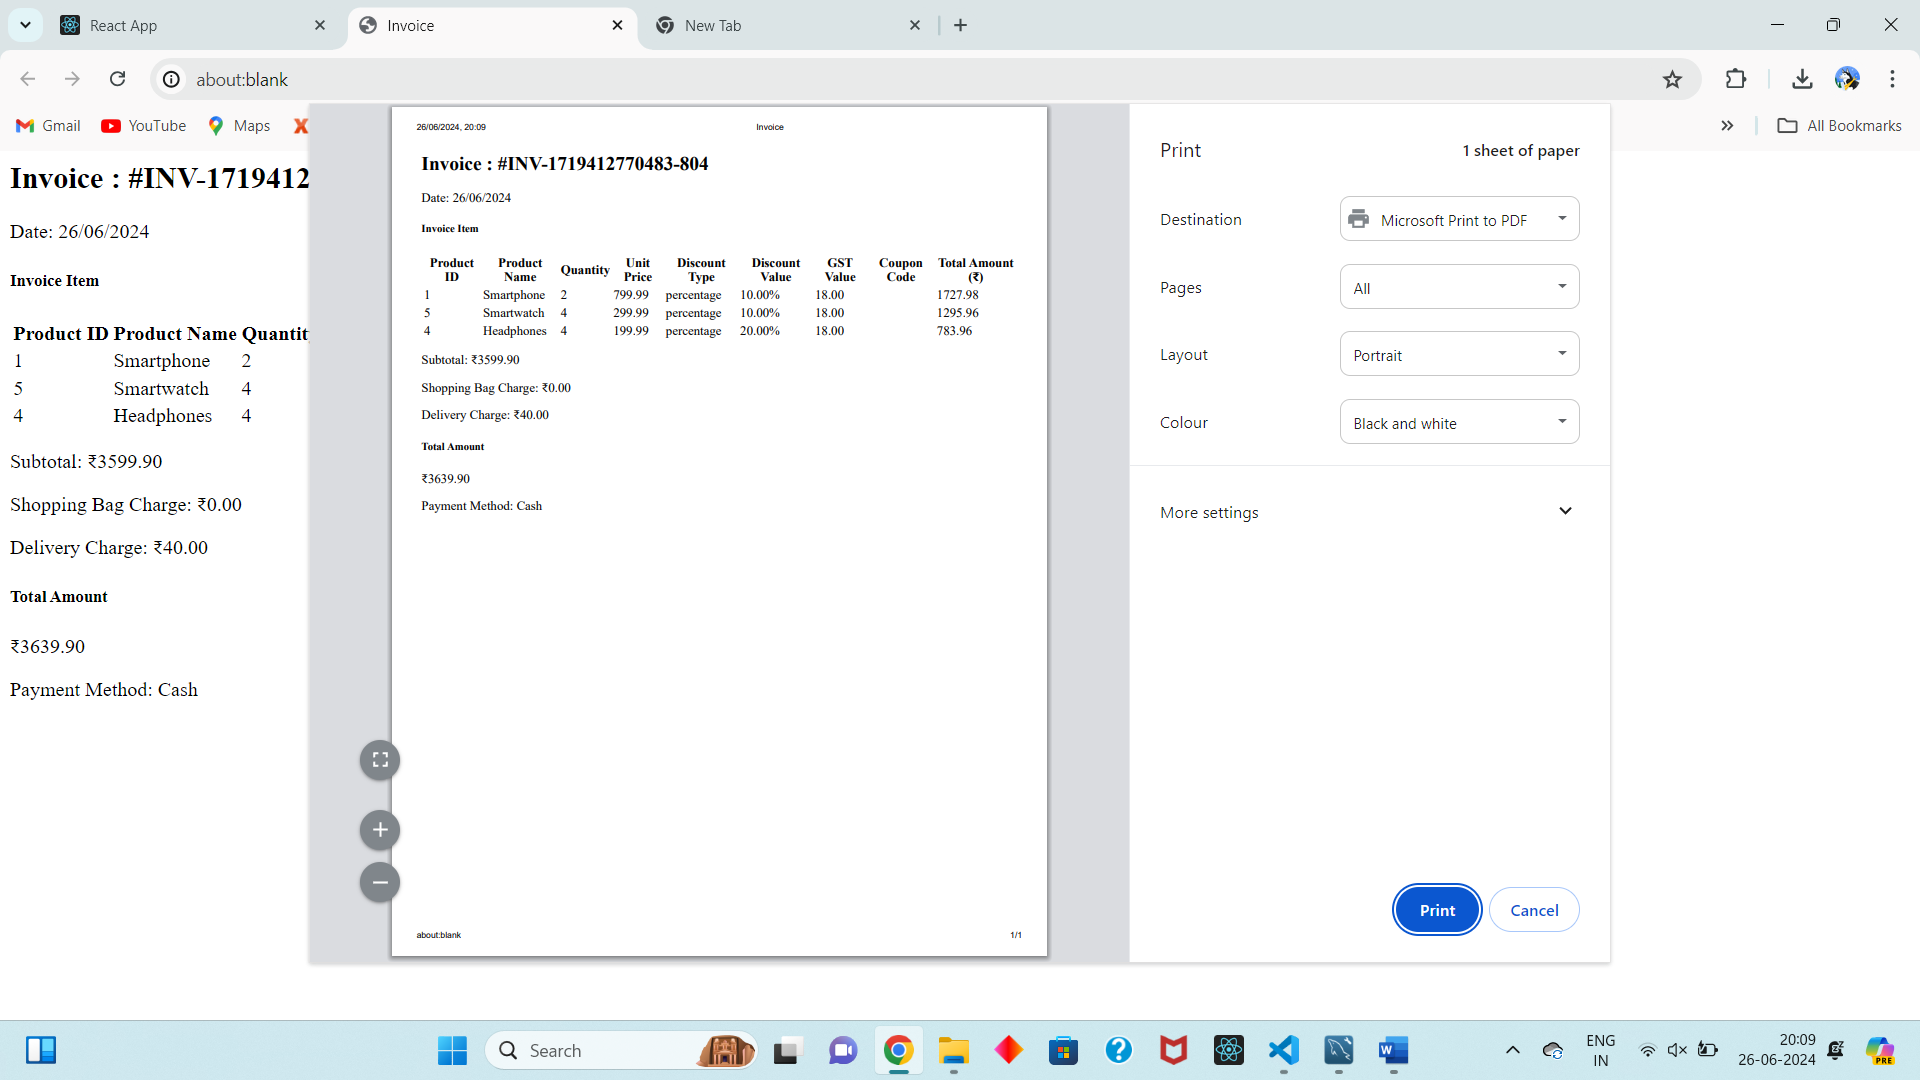 React App
Invoice
New Tab
about:blank
Gmail
YouTube
Maps
All Bookmarks
Invoice : #INV-1719412
Date: 26/06/2024
Invoice Item
Product ID Product Name Quantit
1 Smartphone 2
5 Smartwatch 4
4 Headphones 4
Subtotal: ₹3599.90
Shopping Bag Charge: ₹0.00
Delivery Charge: ₹40.00
Total Amount
₹3639.90
Payment Method: Cash
26/06/2024, 20:09 Invoice
Invoice : #INV-1719412770483-804
Date: 26/06/2024
Invoice Item
Product ID Product Name Quantity Unit Price Discount Type Discount Value GST Value Coupon Code Total Amount (₹)
1 Smartphone 2 799.99 percentage 10.00% 18.00 1727.98
5 Smartwatch 4 299.99 percentage 10.00% 18.00 1295.96
4 Headphones 4 199.99 percentage 20.00% 18.00 783.96
Subtotal: ₹3599.90
Shopping Bag Charge: ₹0.00
Delivery Charge: ₹40.00
Total Amount
₹3639.90
Payment Method: Cash
about:blank 1/1
Print 1 sheet of paper
Destination Microsoft Print to PDF
Pages All
Layout Portrait
Colour Black and white
More settings
Print Cancel
Search
ENG
IN
20:09
26-06-2024
PRE